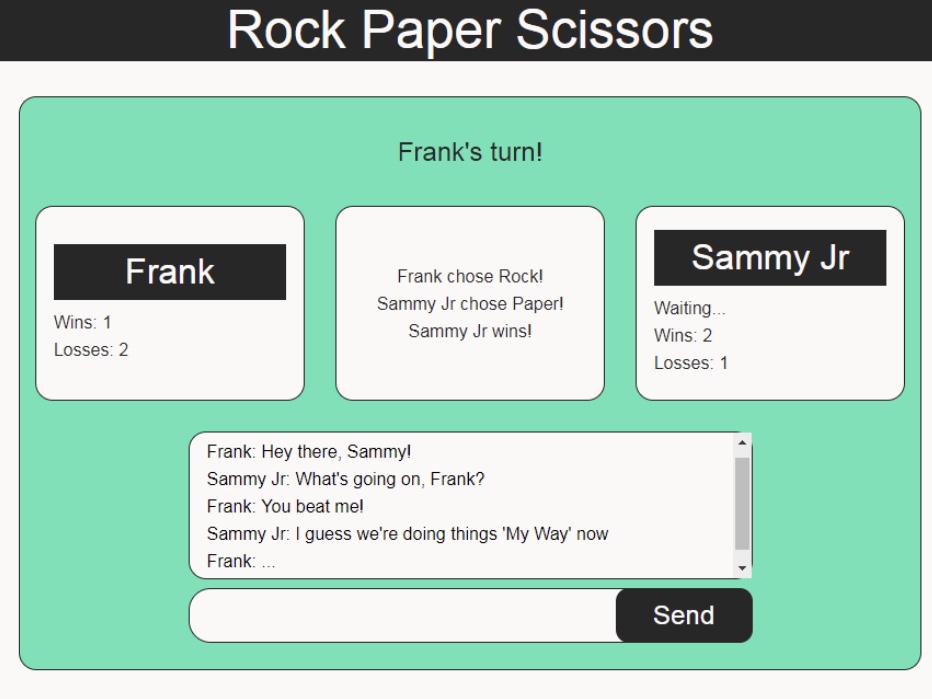 Rock Paper Scissors
Frank's turn!
Frank
Wins: 1
Losses: 2
Frank chose Rock!
Sammy Jr chose Paper!
Sammy Jr wins!
Sammy Jr
Waiting...
Wins: 2
Losses: 1
Frank: Hey there, Sammy!
Sammy Jr: What's going on, Frank?
Frank: You beat me!
Sammy Jr: I guess we're doing things 'My Way' now
Frank: ...
Send